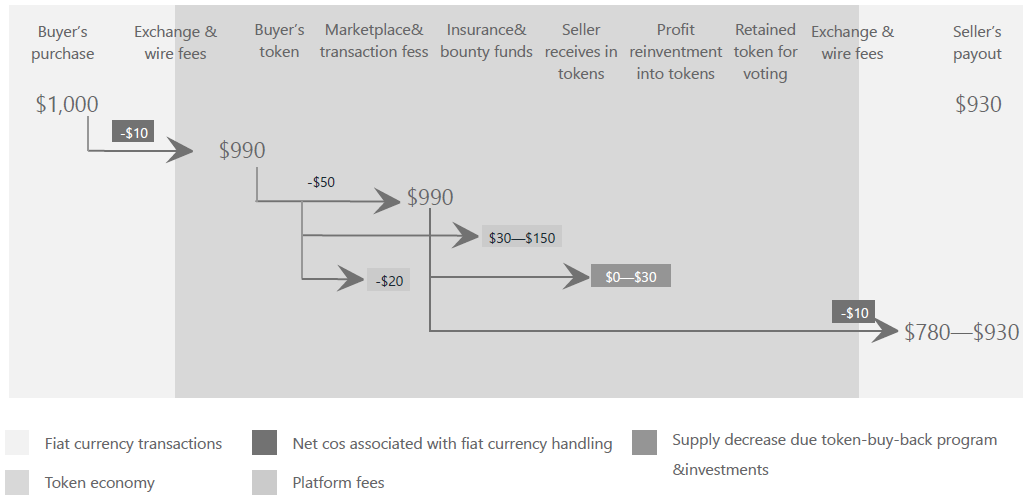 Buyer's purchase
Exchange & wire fees
Buyer's token
Marketplace& transaction fess
Insurance& bounty funds
Seller receives in tokens
Profit reinventment into tokens
Retained token for voting
Exchange & wire fees
Seller's payout
$1,000
$930
-$10
$990
-$50
$990
$30—$150
-$20
$0—$30
-$10
$780—$930
Fiat currency transactions
Net cos associated with fiat currency handling
Supply decrease due token-buy-back program
&investments
Token economy
Platform fees